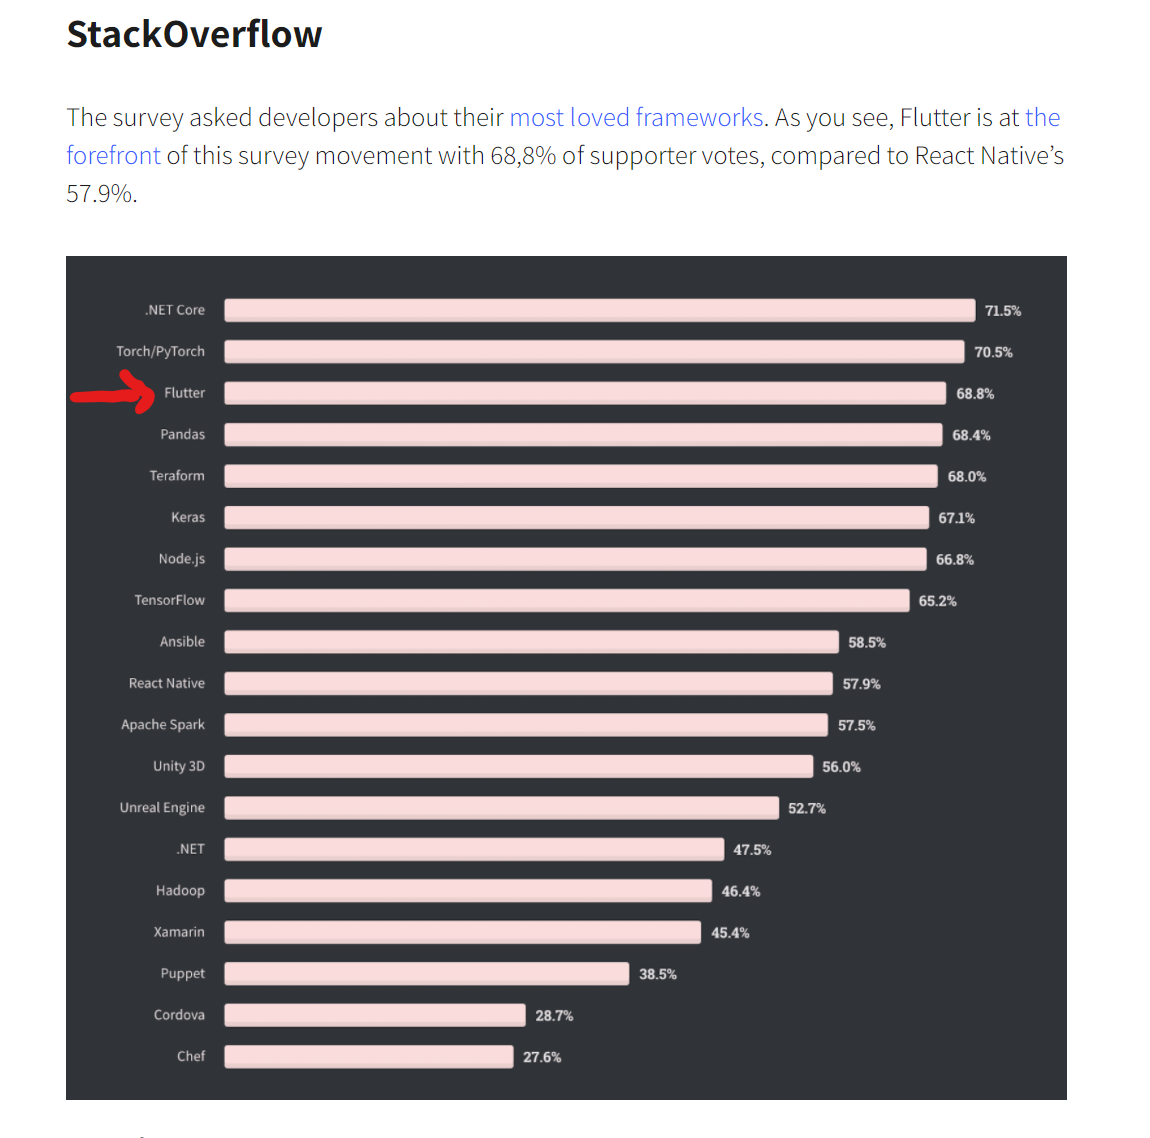 StackOverflow
The survey asked developers about their most loved frameworks. As you see, Flutter is at the
forefront of this survey movement with 68,8% of supporter votes, compared to React Native’s
57.9%.
.NET Core 71.5%
Torch/PyTorch 70.5%
Flutter 68.8%
Pandas 68.4%
Teraform 68.0%
Keras 67.1%
Node.js 66.8%
TensorFlow 65.2%
Ansible 58.5%
React Native 57.9%
Apache Spark 57.5%
Unity 3D 56.0%
Unreal Engine 52.7%
.NET 47.5%
Hadoop 46.4%
Xamarin 45.4%
Puppet 38.5%
Cordova 28.7%
Chef 27.6%